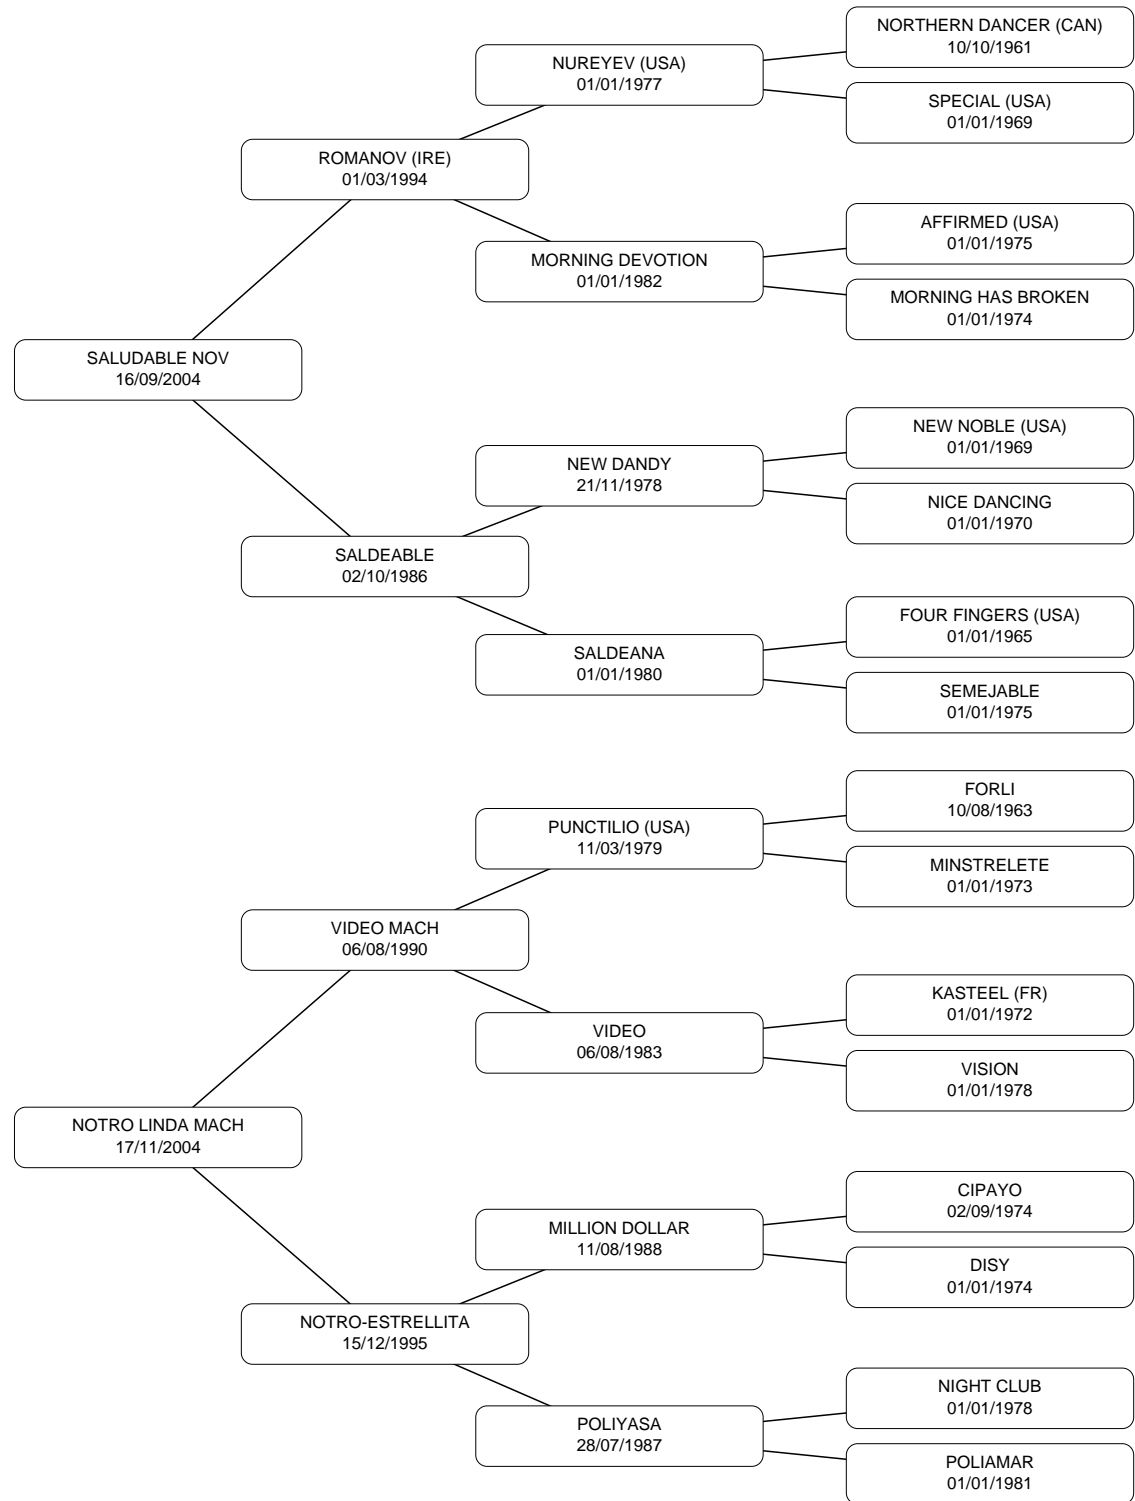 NORTHERN DANCER (CAN)
10/10/1961
NUREYEV (USA)
01/01/1977
SPECIAL (USA)
01/01/1969
ROMANOV (IRE)
01/03/1994
AFFIRMED (USA)
01/01/1975
MORNING DEVOTION
01/01/1982
MORNING HAS BROKEN
01/01/1974
SALUDABLE NOV
16/09/2004
NEW NOBLE (USA)
01/01/1969
NEW DANDY
21/11/1978
NICE DANCING
01/01/1970
SALDEABLE
02/10/1986
FOUR FINGERS (USA)
01/01/1965
SALDEANA
01/01/1980
SEMEJABLE
01/01/1975
FORLI
10/08/1963
PUNCTILIO (USA)
11/03/1979
MINSTRELETE
01/01/1973
VIDEO MACH
06/08/1990
KASTEEL (FR)
01/01/1972
VIDEO
06/08/1983
VISION
01/01/1978
NOTRO LINDA MACH
17/11/2004
CIPAYO
02/09/1974
MILLION DOLLAR
11/08/1988
DISY
01/01/1974
NOTRO-ESTRELLITA
15/12/1995
NIGHT CLUB
01/01/1978
POLIYASA
28/07/1987
POLIAMAR
01/01/1981